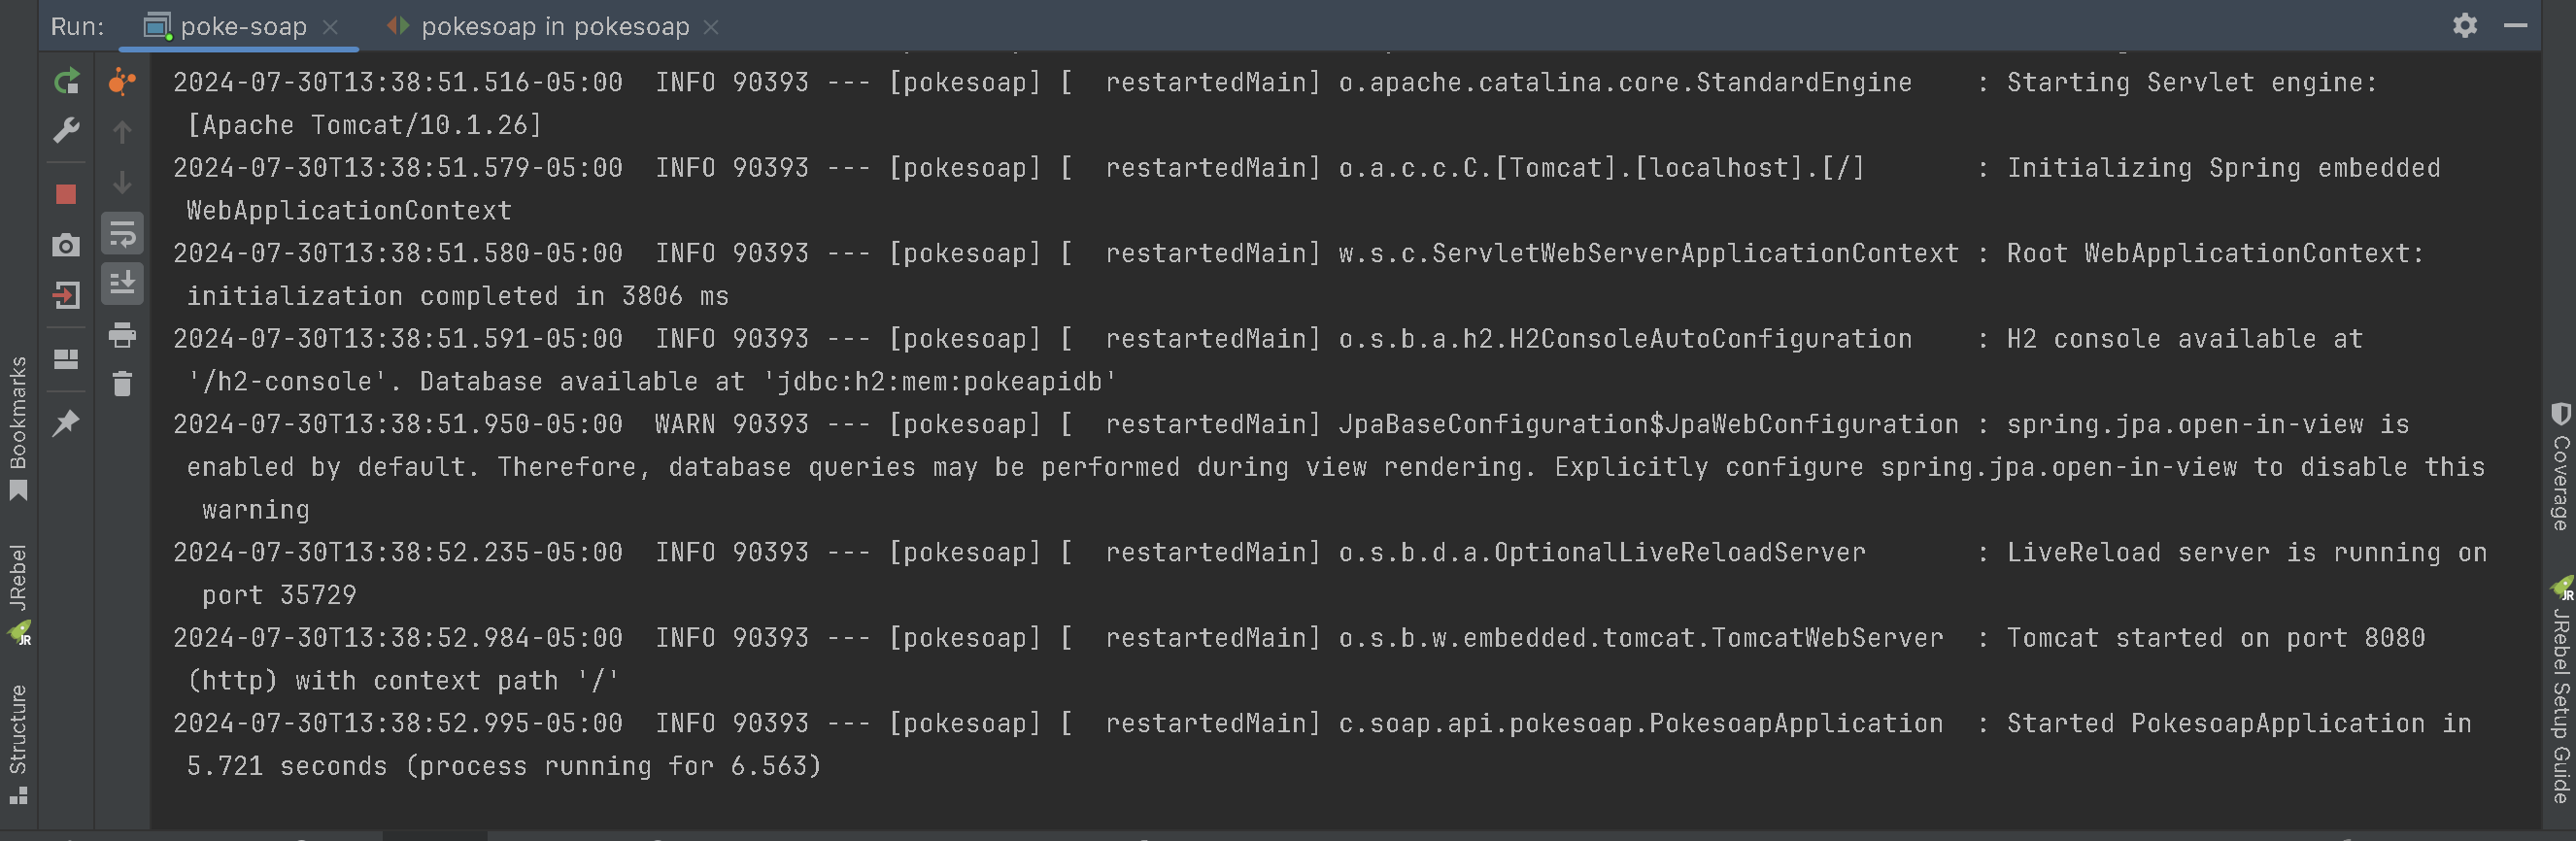 Run: poke-soap pokesoap in pokesoap
2024-07-30T13:38:51.516-05:00  INFO 90393 --- [pokesoap] [  restartedMain] o.apache.catalina.core.StandardEngine    : Starting Servlet engine:
[Apache Tomcat/10.1.26]
2024-07-30T13:38:51.579-05:00  INFO 90393 --- [pokesoap] [  restartedMain] o.a.c.c.C.[Tomcat].[localhost].[/]       : Initializing Spring embedded
WebApplicationContext
2024-07-30T13:38:51.580-05:00  INFO 90393 --- [pokesoap] [  restartedMain] w.s.c.ServletWebServerApplicationContext : Root WebApplicationContext:
initialization completed in 3806 ms
2024-07-30T13:38:51.591-05:00  INFO 90393 --- [pokesoap] [  restartedMain] o.s.b.a.h2.H2ConsoleAutoConfiguration    : H2 console available at
'/h2-console'. Database available at 'jdbc:h2:mem:pokeapidb'
2024-07-30T13:38:51.950-05:00  WARN 90393 --- [pokesoap] [  restartedMain] JpaBaseConfiguration$JpaWebConfiguration : spring.jpa.open-in-view is
enabled by default. Therefore, database queries may be performed during view rendering. Explicitly configure spring.jpa.open-in-view to disable this
warning
2024-07-30T13:38:52.235-05:00  INFO 90393 --- [pokesoap] [  restartedMain] o.s.b.d.a.OptionalLiveReloadServer       : LiveReload server is running on
port 35729
2024-07-30T13:38:52.984-05:00  INFO 90393 --- [pokesoap] [  restartedMain] o.s.b.w.embedded.tomcat.TomcatWebServer  : Tomcat started on port 8080
(http) with context path '/'
2024-07-30T13:38:52.995-05:00  INFO 90393 --- [pokesoap] [  restartedMain] c.soap.api.pokesoap.PokesoapApplication  : Started PokesoapApplication in
5.721 seconds (process running for 6.563)
Bookmarks
JRebel
JR
Structure
Coverage
JR
JRebel Setup Guide